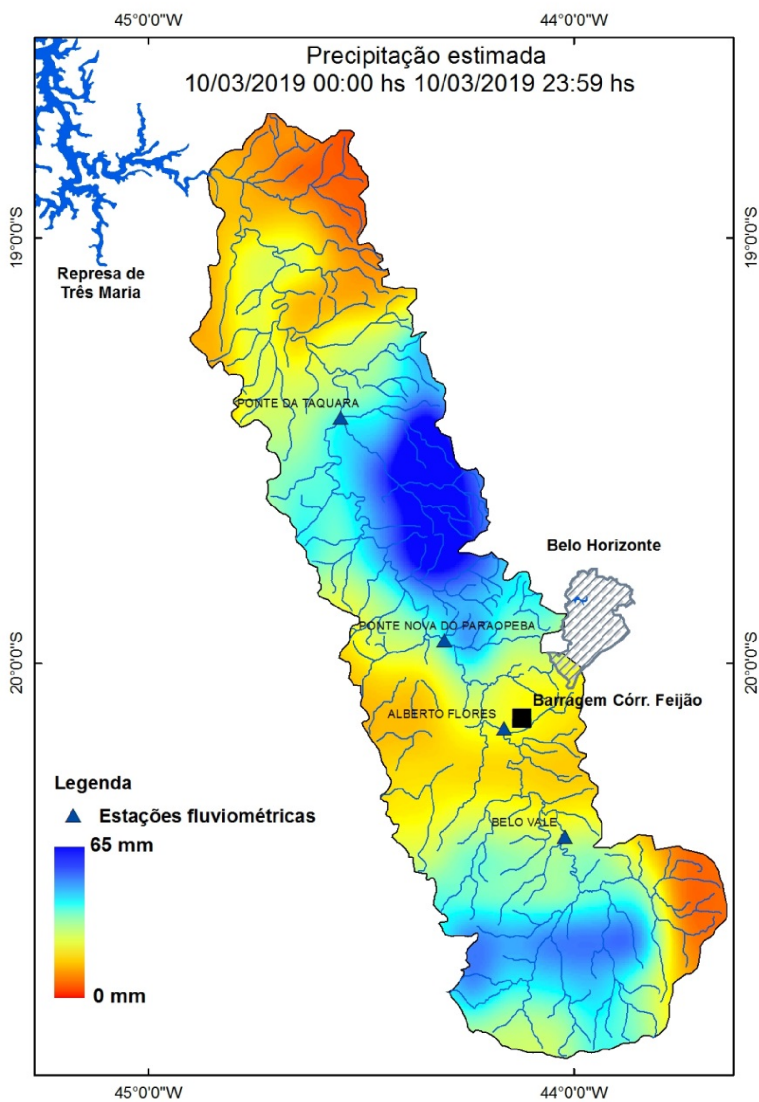 45°0'0"W 44°0'0"W
Precipitação estimada
10/03/2019 00:00 hs 10/03/2019 23:59 hs
19°0'0"S 19°0'0"S
Represa de
Três Maria
PONTE DA TAQUARA
Belo Horizonte
PONTE NOVA DO PARAOPEBA
20°0'0"S 20°0'0"S
Barragem Córr. Feijão
ALBERTO FLORES
Legenda
Estações fluviométricas
BELO VALE
65 mm
0 mm
45°0'0"W 44°0'0"W